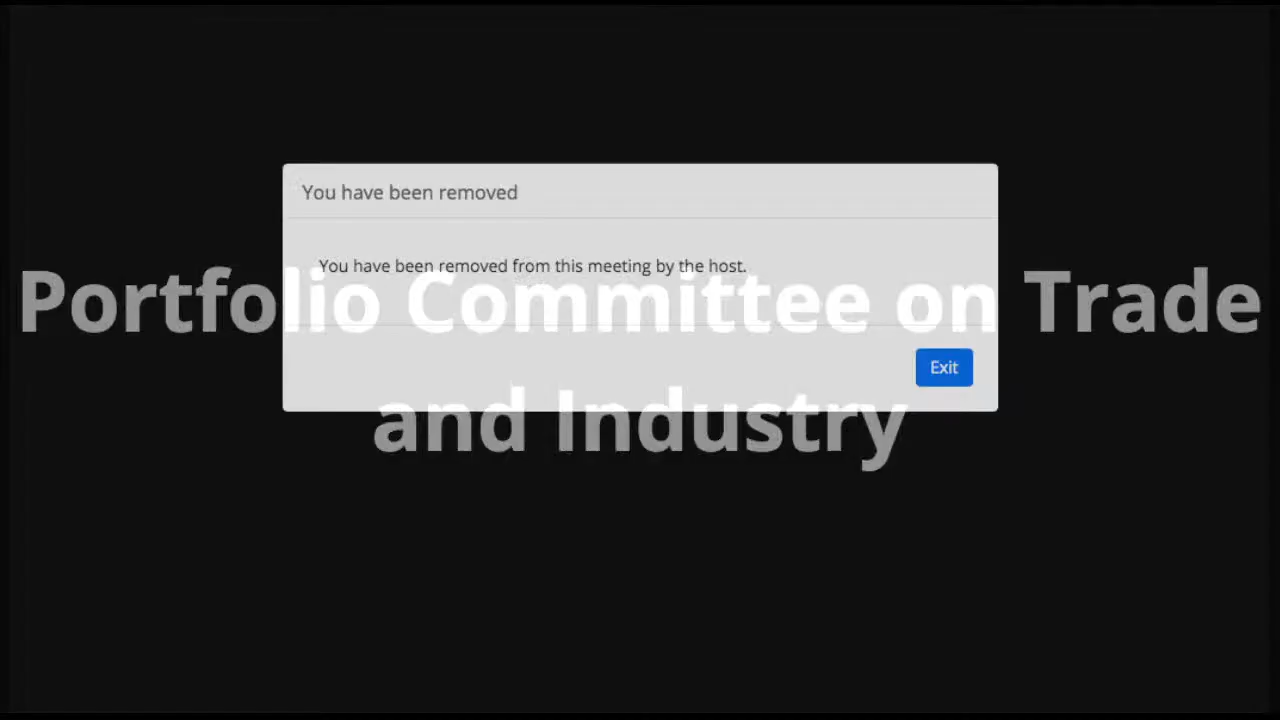 You have been removed
You have been removed from this meeting by the host.
Portfolio Committee on Trade
Exit
and Industry